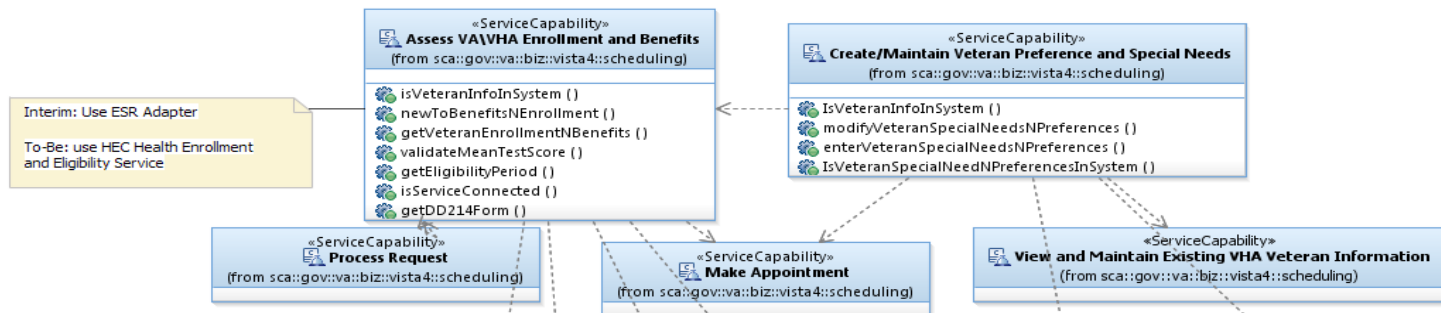 «ServiceCapability»
Assess VA\VHA Enrollment and Benefits
(from sca::gov::va::biz::vista4::scheduling)
isVeteranInfoInSystem ()
newToBenefitsNEnrollment ()
getVeteranEnrollmentNBenefits ()
validateMeanTestScore ()
getEligibilityPeriod ()
isServiceConnected ()
getDD214Form ()
«ServiceCapability»
Create/Maintain Veteran Preference and Special Needs
(from sca::gov::va::biz::vista4::scheduling)
IsVeteranInfoInSystem ()
modifyVeteranSpecialNeedsNPreferences ()
enterVeteranSpecialNeedsNPreferences ()
IsVeteranSpecialNeedNPreferencesInSystem ()
Interim: Use ESR Adapter
To-Be: use HEC Health Enrollment
and Eligibility Service
«ServiceCapability»
Process Request
(from sca::gov::va::biz::vista4::scheduling)
«ServiceCapability»
Make Appointment
(from sca::gov::va::biz::vista4::scheduling)
«ServiceCapability»
View and Maintain Existing VHA Veteran Information
(from sca::gov::va::biz::vista4::scheduling)